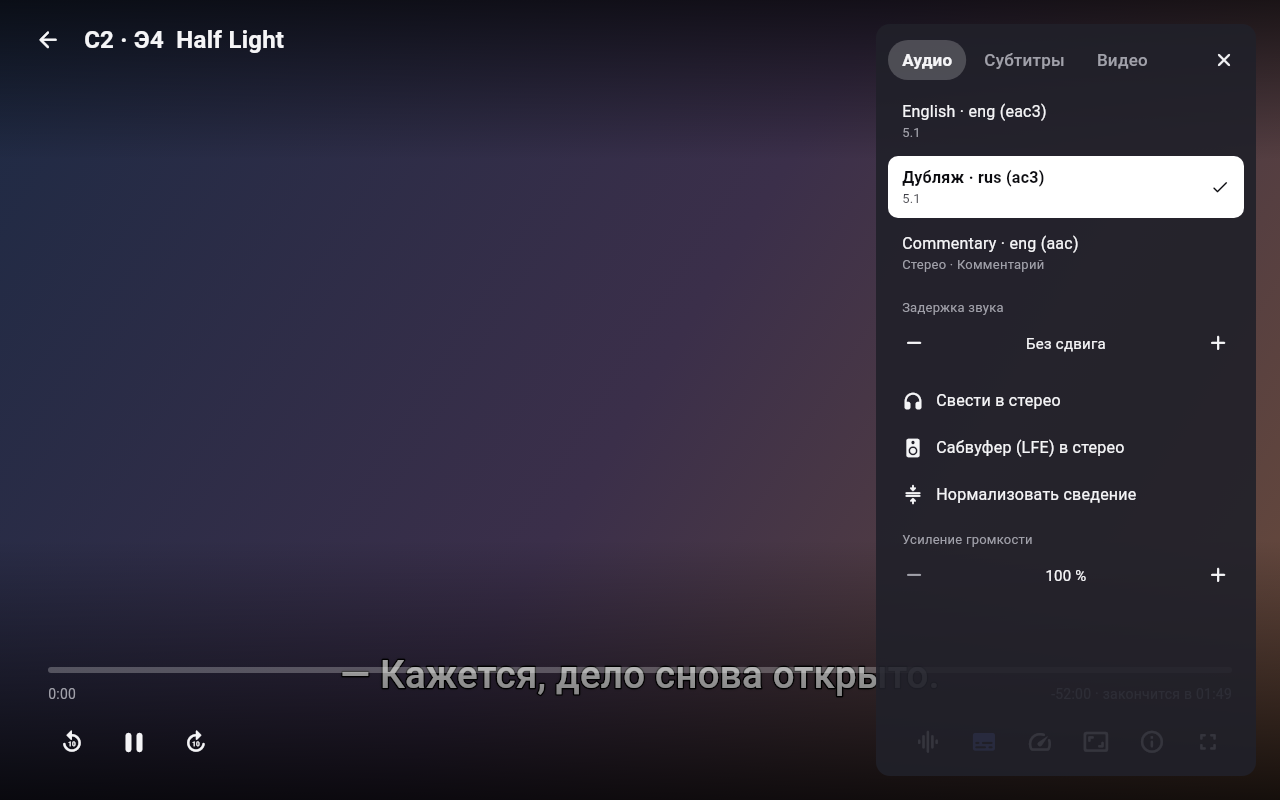 С2 · Э4 Half Light
Аудио Субтитры Видео
English · eng (eac3)
5.1
Дубляж · rus (ac3)
5.1
Commentary · eng (aac)
Стерео · Комментарий
Задержка звука
Без сдвига
Свести в стерео
Сабвуфер (LFE) в стерео
Нормализовать сведение
Усиление громкости
100 %
— Кажется, дело снова открыто.
0:00
-52:00 · закончится в 01:49
10 10